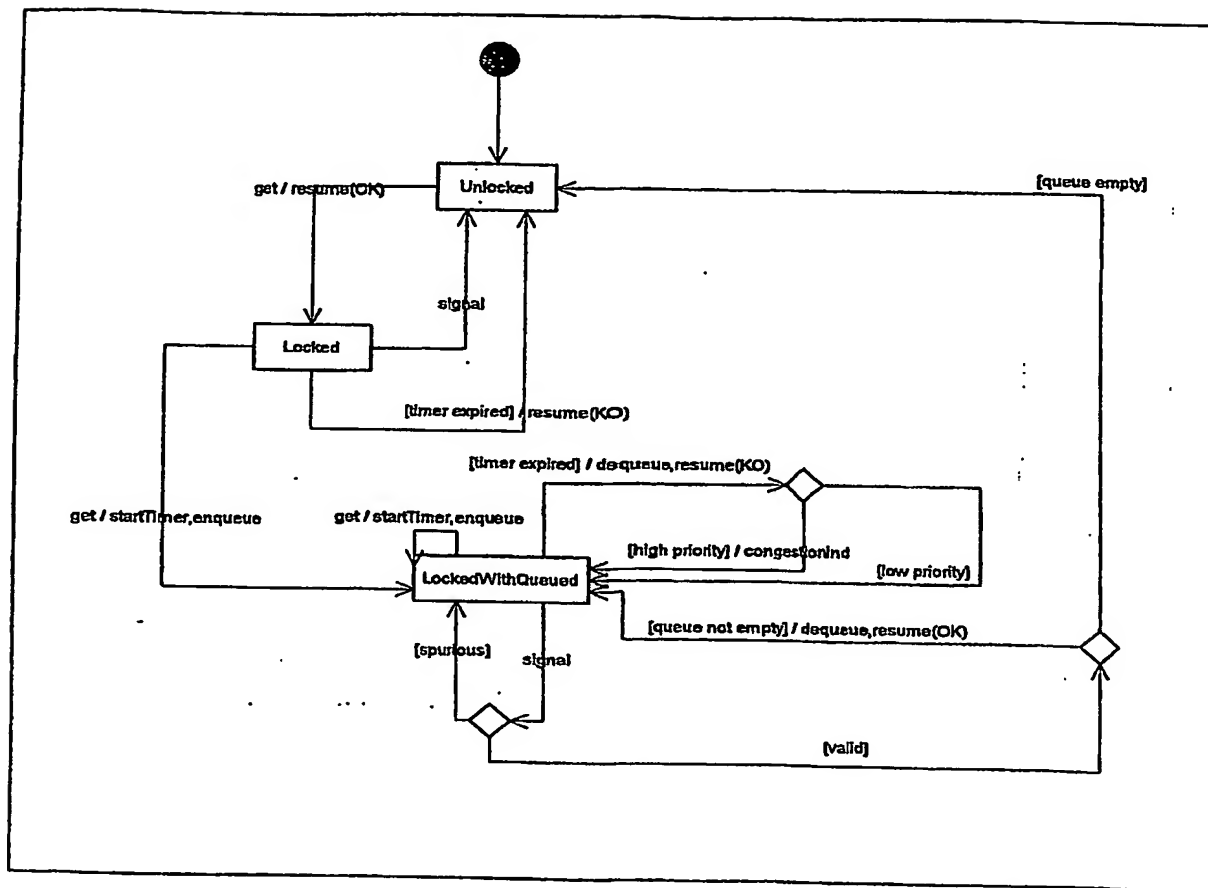 Unlocked
[queue empty]
get / resume(OK)
signal
Locked
[timer expired] / resume(KO)
[timer expired] / dequeue,resume(KO)
get / startTimer,enqueue
get / startTimer,enqueue
[high priority] / congestionInd
[low priority]
LockedWithQueued
[queue not empty] / dequeue,resume(OK)
[spurious]
signal
[valid]